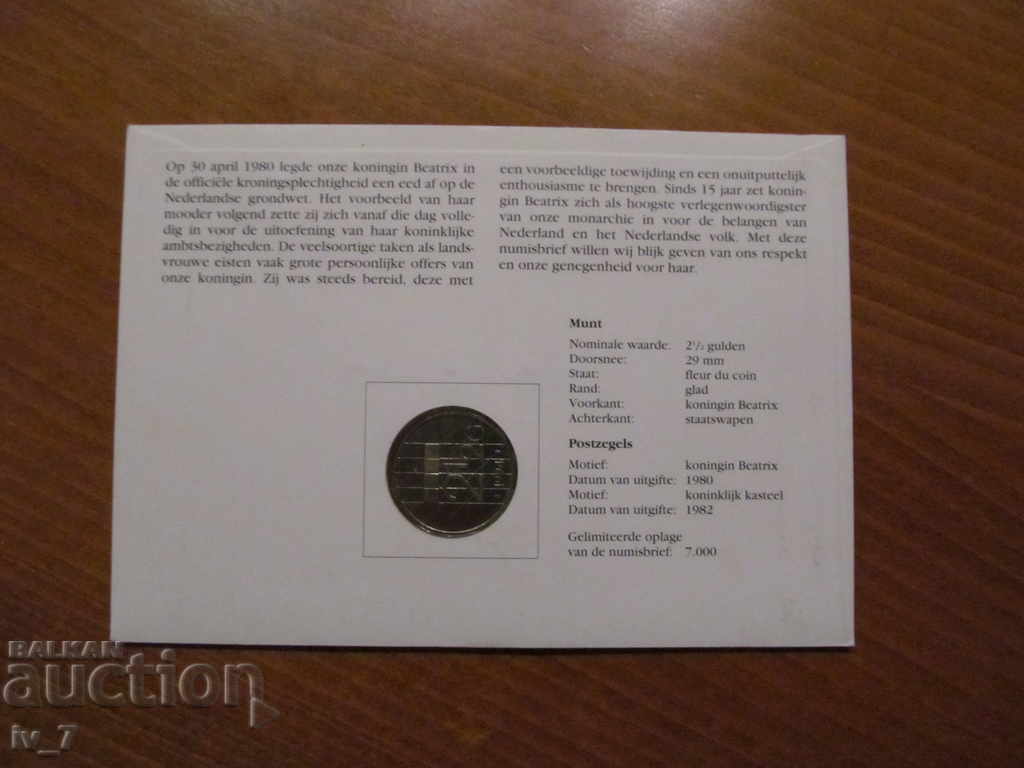 Op 30 april 1980 legde onze koningin Beatrix in
de officiële kroningsplechtigheid een eed af op de
Nederlandse grondwet. Het voorbeeld van haar
mooder volgend zette zij zich vanaf die dag volle-
dig in voor de uitoefening van haar koninklijke
ambtsbezigheden. De veelsoortige taken als lands-
vrouwe eisten vaak grote persoonlijke offers van
onze koningin. Zij was steeds bereid, deze met
een voorbeeldige toewijding en een onuitputtelijk
enthousiasme te brengen. Sinds 15 jaar zet konin-
gin Beatrix zich als hoogste verlegenwoordigster
van onze monarchie in voor de belangen van
Nederland en het Nederlandse volk. Met deze
numisbrief willen wij blijk geven van ons respekt
en onze genegenheid voor haar.
Munt
Nominale waarde: 2½ gulden
Doorsnee: 29 mm
Staat: fleur du coin
Rand: glad
Voorkant: koningin Beatrix
Achterkant: staatswapen
Postzegels
Motief: koningin Beatrix
Datum van uitgifte: 1980
Motief: koninklijk kasteel
Datum van uitgifte: 1982
Gelimiteerde oplage
van de numisbrief: 7.000
BALKAN
auction
iv_7